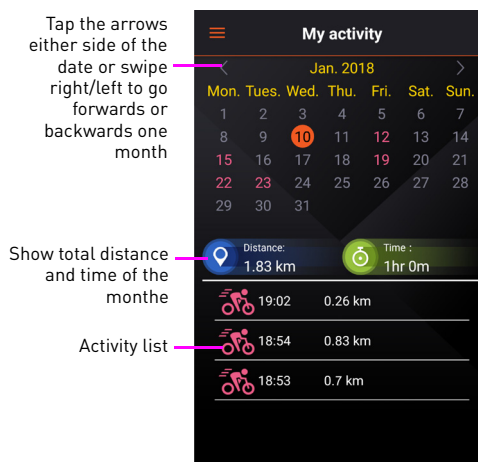 Tap the arrows
either side of the
date or swipe
right/left to go
forwards or
backwards one
month
Show total distance
and time of the
monthe
Activity list
My activity
Jan. 2018
Mon. Tues. Wed. Thu. Fri. Sat. Sun.
1 2 3 4 5 6 7
8 9 10 11 12 13 14
15 16 17 18 19 20 21
22 23 24 25 26 27 28
29 30 31
Distance:
1.83 km
Time :
1hr 0m
19:02 0.26 km
18:54 0.83 km
18:53 0.7 km